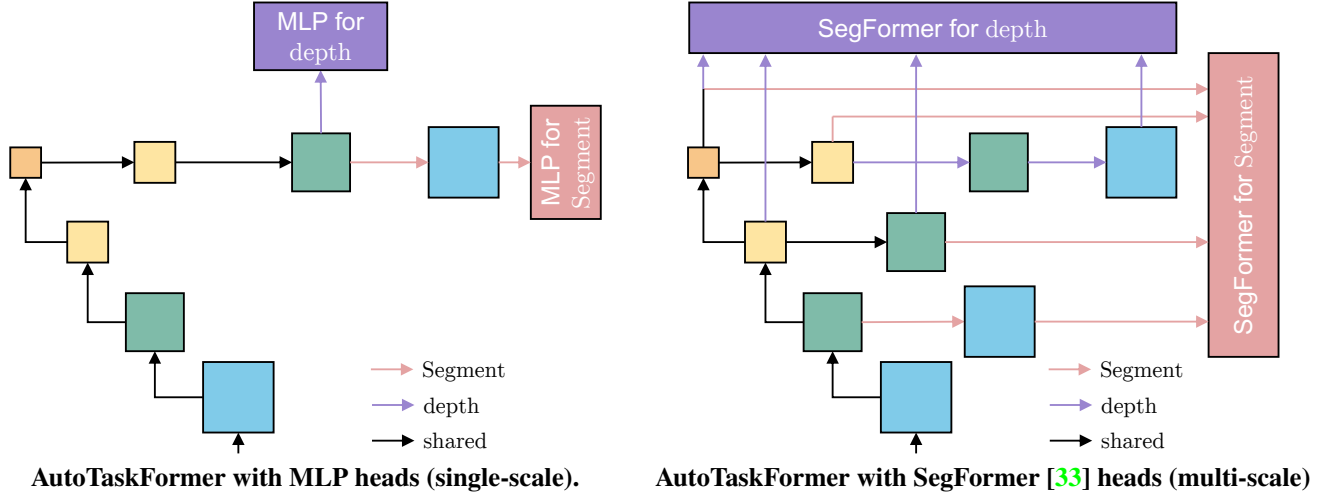 MLP for
depth
MLP for
Segment
Segment
depth
shared
AutoTaskFormer with MLP heads (single-scale).
SegFormer for depth
SegFormer for Segment
Segment
depth
shared
AutoTaskFormer with SegFormer [33] heads (multi-scale)